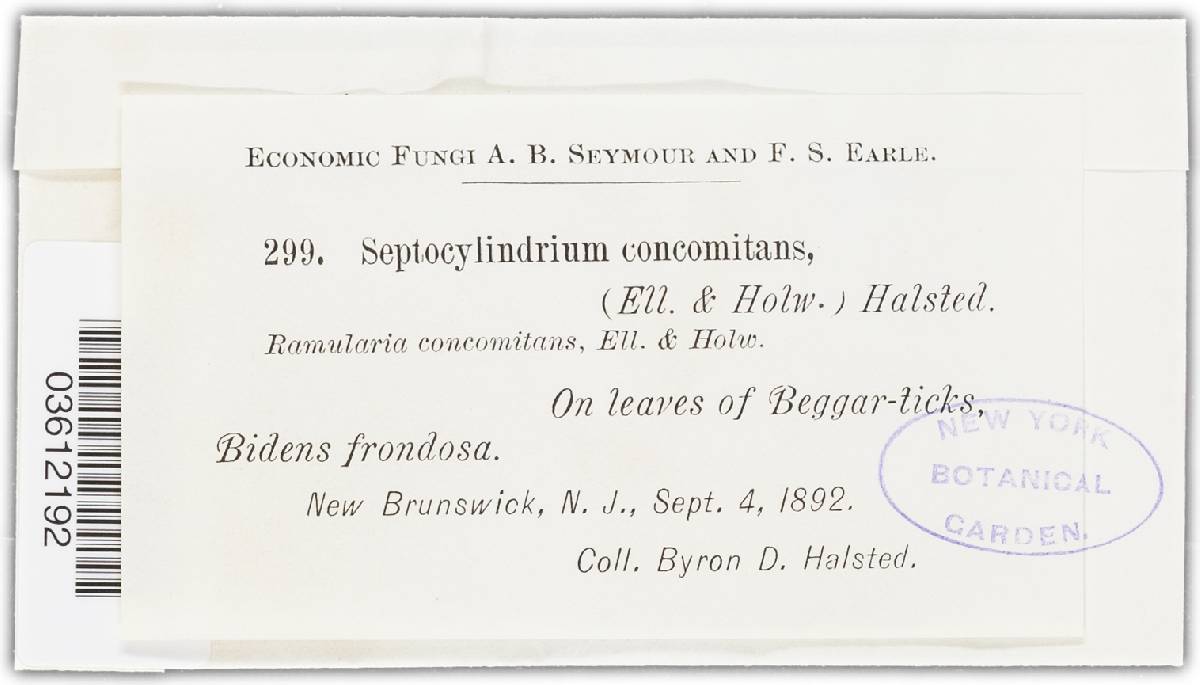 ECONOMIC FUNGI A. B. SEYMOUR AND F. S. EARLE.
299. Septocylindrium concomitans,
(Ell. & Holw.) Halsted.
Ramularia concomitans, Ell. & Holw.
On leaves of Beggar-ticks,
Bidens frondosa.
New Brunswick, N. J., Sept. 4, 1892.
Coll. Byron D. Halsted.
NEW YORK
BOTANICAL
GARDEN.
03612192